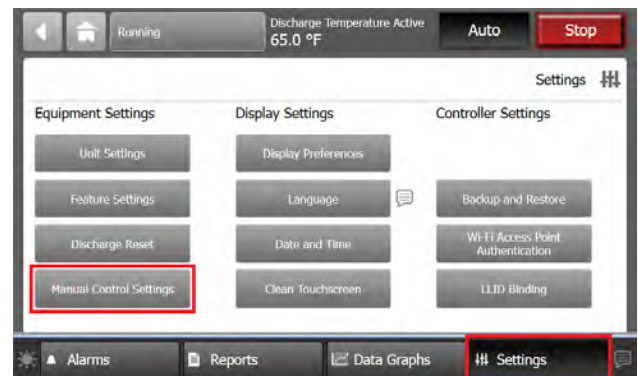 Running
Discharge Temperature Active
65.0 °F
Auto
Stop
Settings
Equipment Settings
Display Settings
Controller Settings
Unit Settings
Display Preferences
Feature Settings
Language
Backup and Restore
Discharge Reset
Date and Time
Wi-Fi Access Point
Authentication
Manual Control Settings
Clean Touchscreen
LLID Binding
Alarms
Reports
Data Graphs
Settings